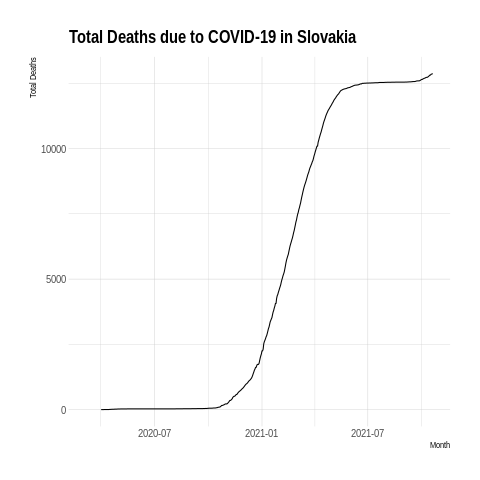 Total Deaths due to COVID-19 in Slovakia
Total Deaths
10000
5000
0
2020-07
2021-01
2021-07
Month